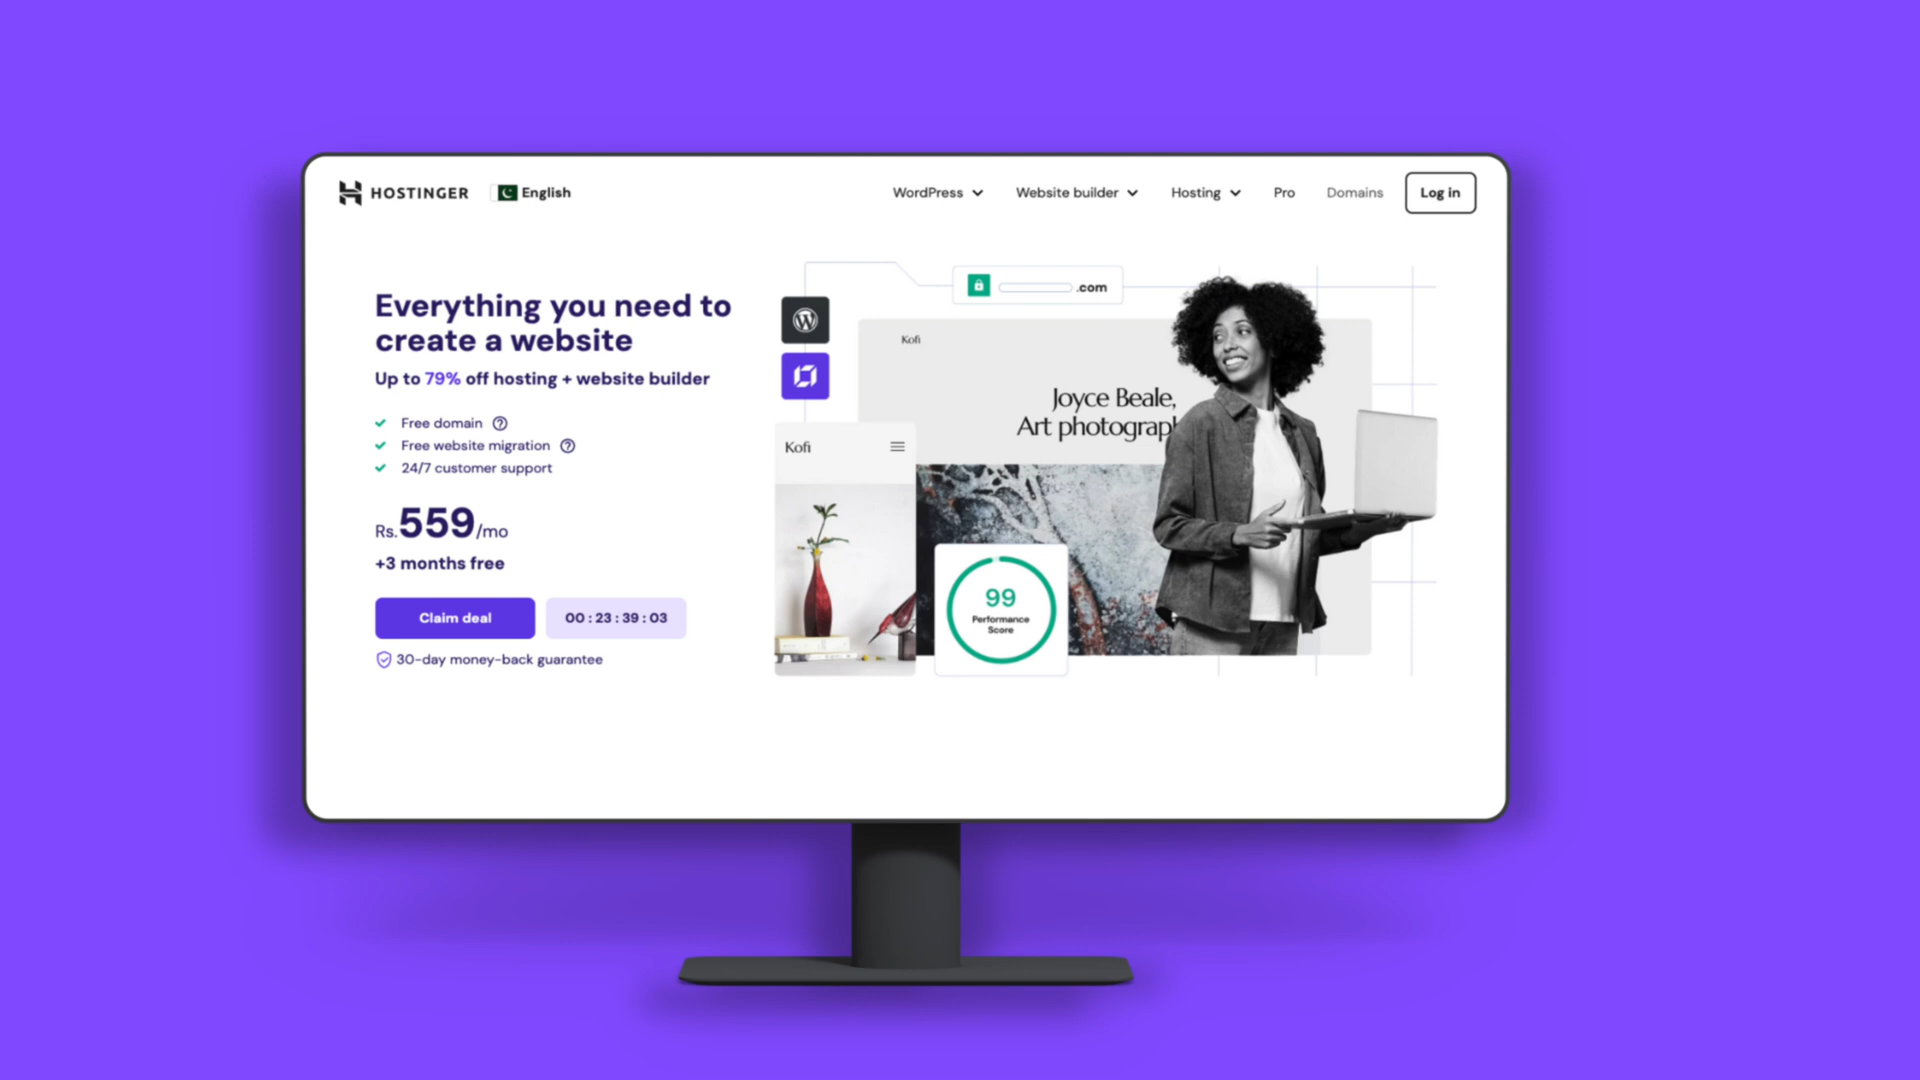 HOSTINGER English WordPress Website builder Hosting Pro Domains Log in
Everything you need to
create a website
Up to 79% off hosting + website builder
Free domain
Free website migration
24/7 customer support
Rs.559/mo
+3 months free
Claim deal 00 : 23 : 39 : 03
30-day money-back guarantee
.com
Kofi
Joyce Beale,
Art photograph
Kofi
99
Performance
Score